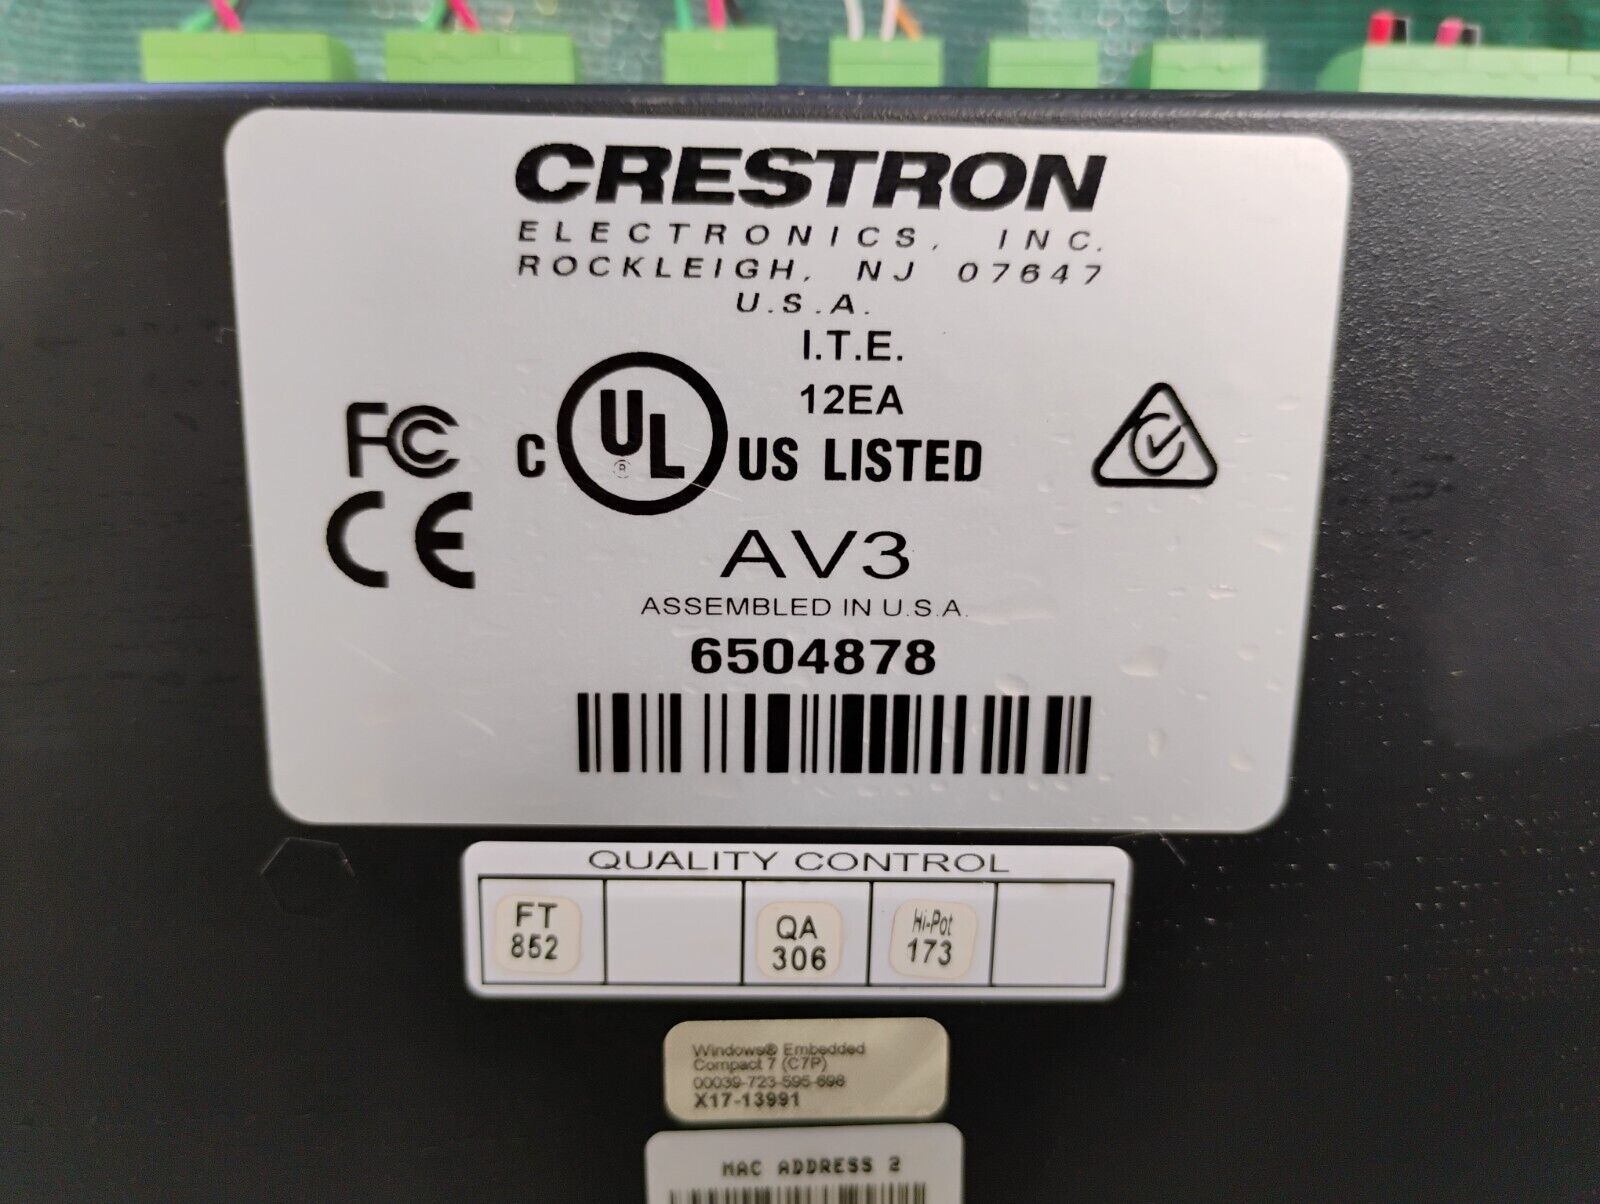 CRESTRON
ELECTRONICS, INC.
ROCKLEIGH, NJ 07647
U.S.A.
I.T.E.
12EA
FC
C UL® US LISTED
CE
AV3
ASSEMBLED IN U.S.A.
6504878
QUALITY CONTROL
FT 852
QA 306
Hi-Pot 173
Windows® Embedded
Compact 7 (C7P)
00039-723-595-698
X17-13991
MAC ADDRESS 2